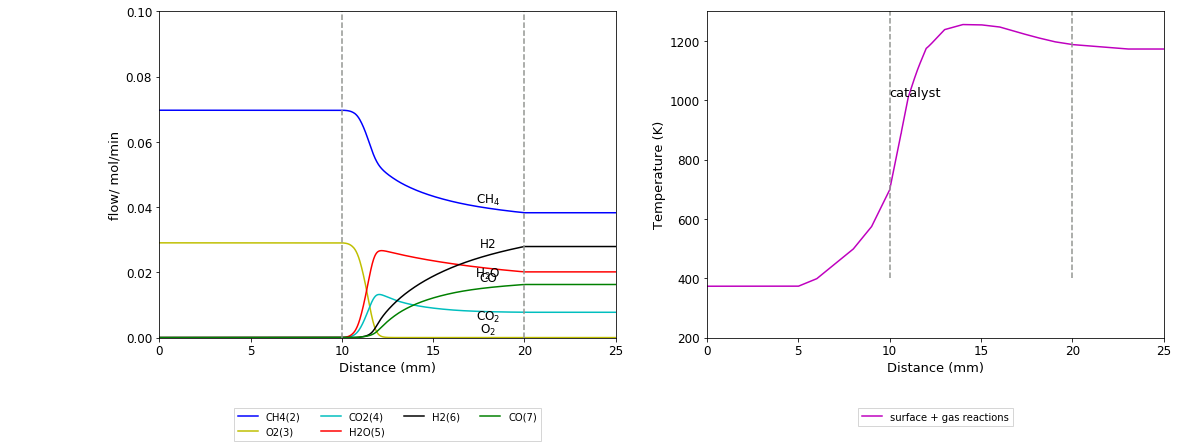 0.10
0.08
0.06
0.04
0.02
0.00
flow/ mol/min
CH₄
H2
H₂O
CO
CO₂
O₂
0 5 10 15 20 25
Distance (mm)
CH4(2) CO2(4) H2(6) CO(7)
O2(3) H2O(5)
1200
1000
800
600
400
200
Temperature (K)
catalyst
0 5 10 15 20 25
Distance (mm)
surface + gas reactions